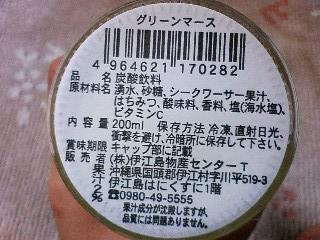 グリーンマース
4 964621 170282
品名 炭酸飲料
原材料名 湧水、砂糖、シークワーサー果汁、
はちみつ、酸味料、香料、塩(海水塩)、
ビタミンC
内容量 200ml 保存方法 冷凍、直射日光、
衝撃を避け、冷暗所に保存して下さい。
賞味期限 キャップ部に記載
販売者 (株)伊江島物産センターT
沖縄県国頭郡伊江村字川平519-3
伊江島はにくすに1階
☎0980-49-5555
果汁2%
果汁成分が沈殿しますが、
品質には問題ありません。